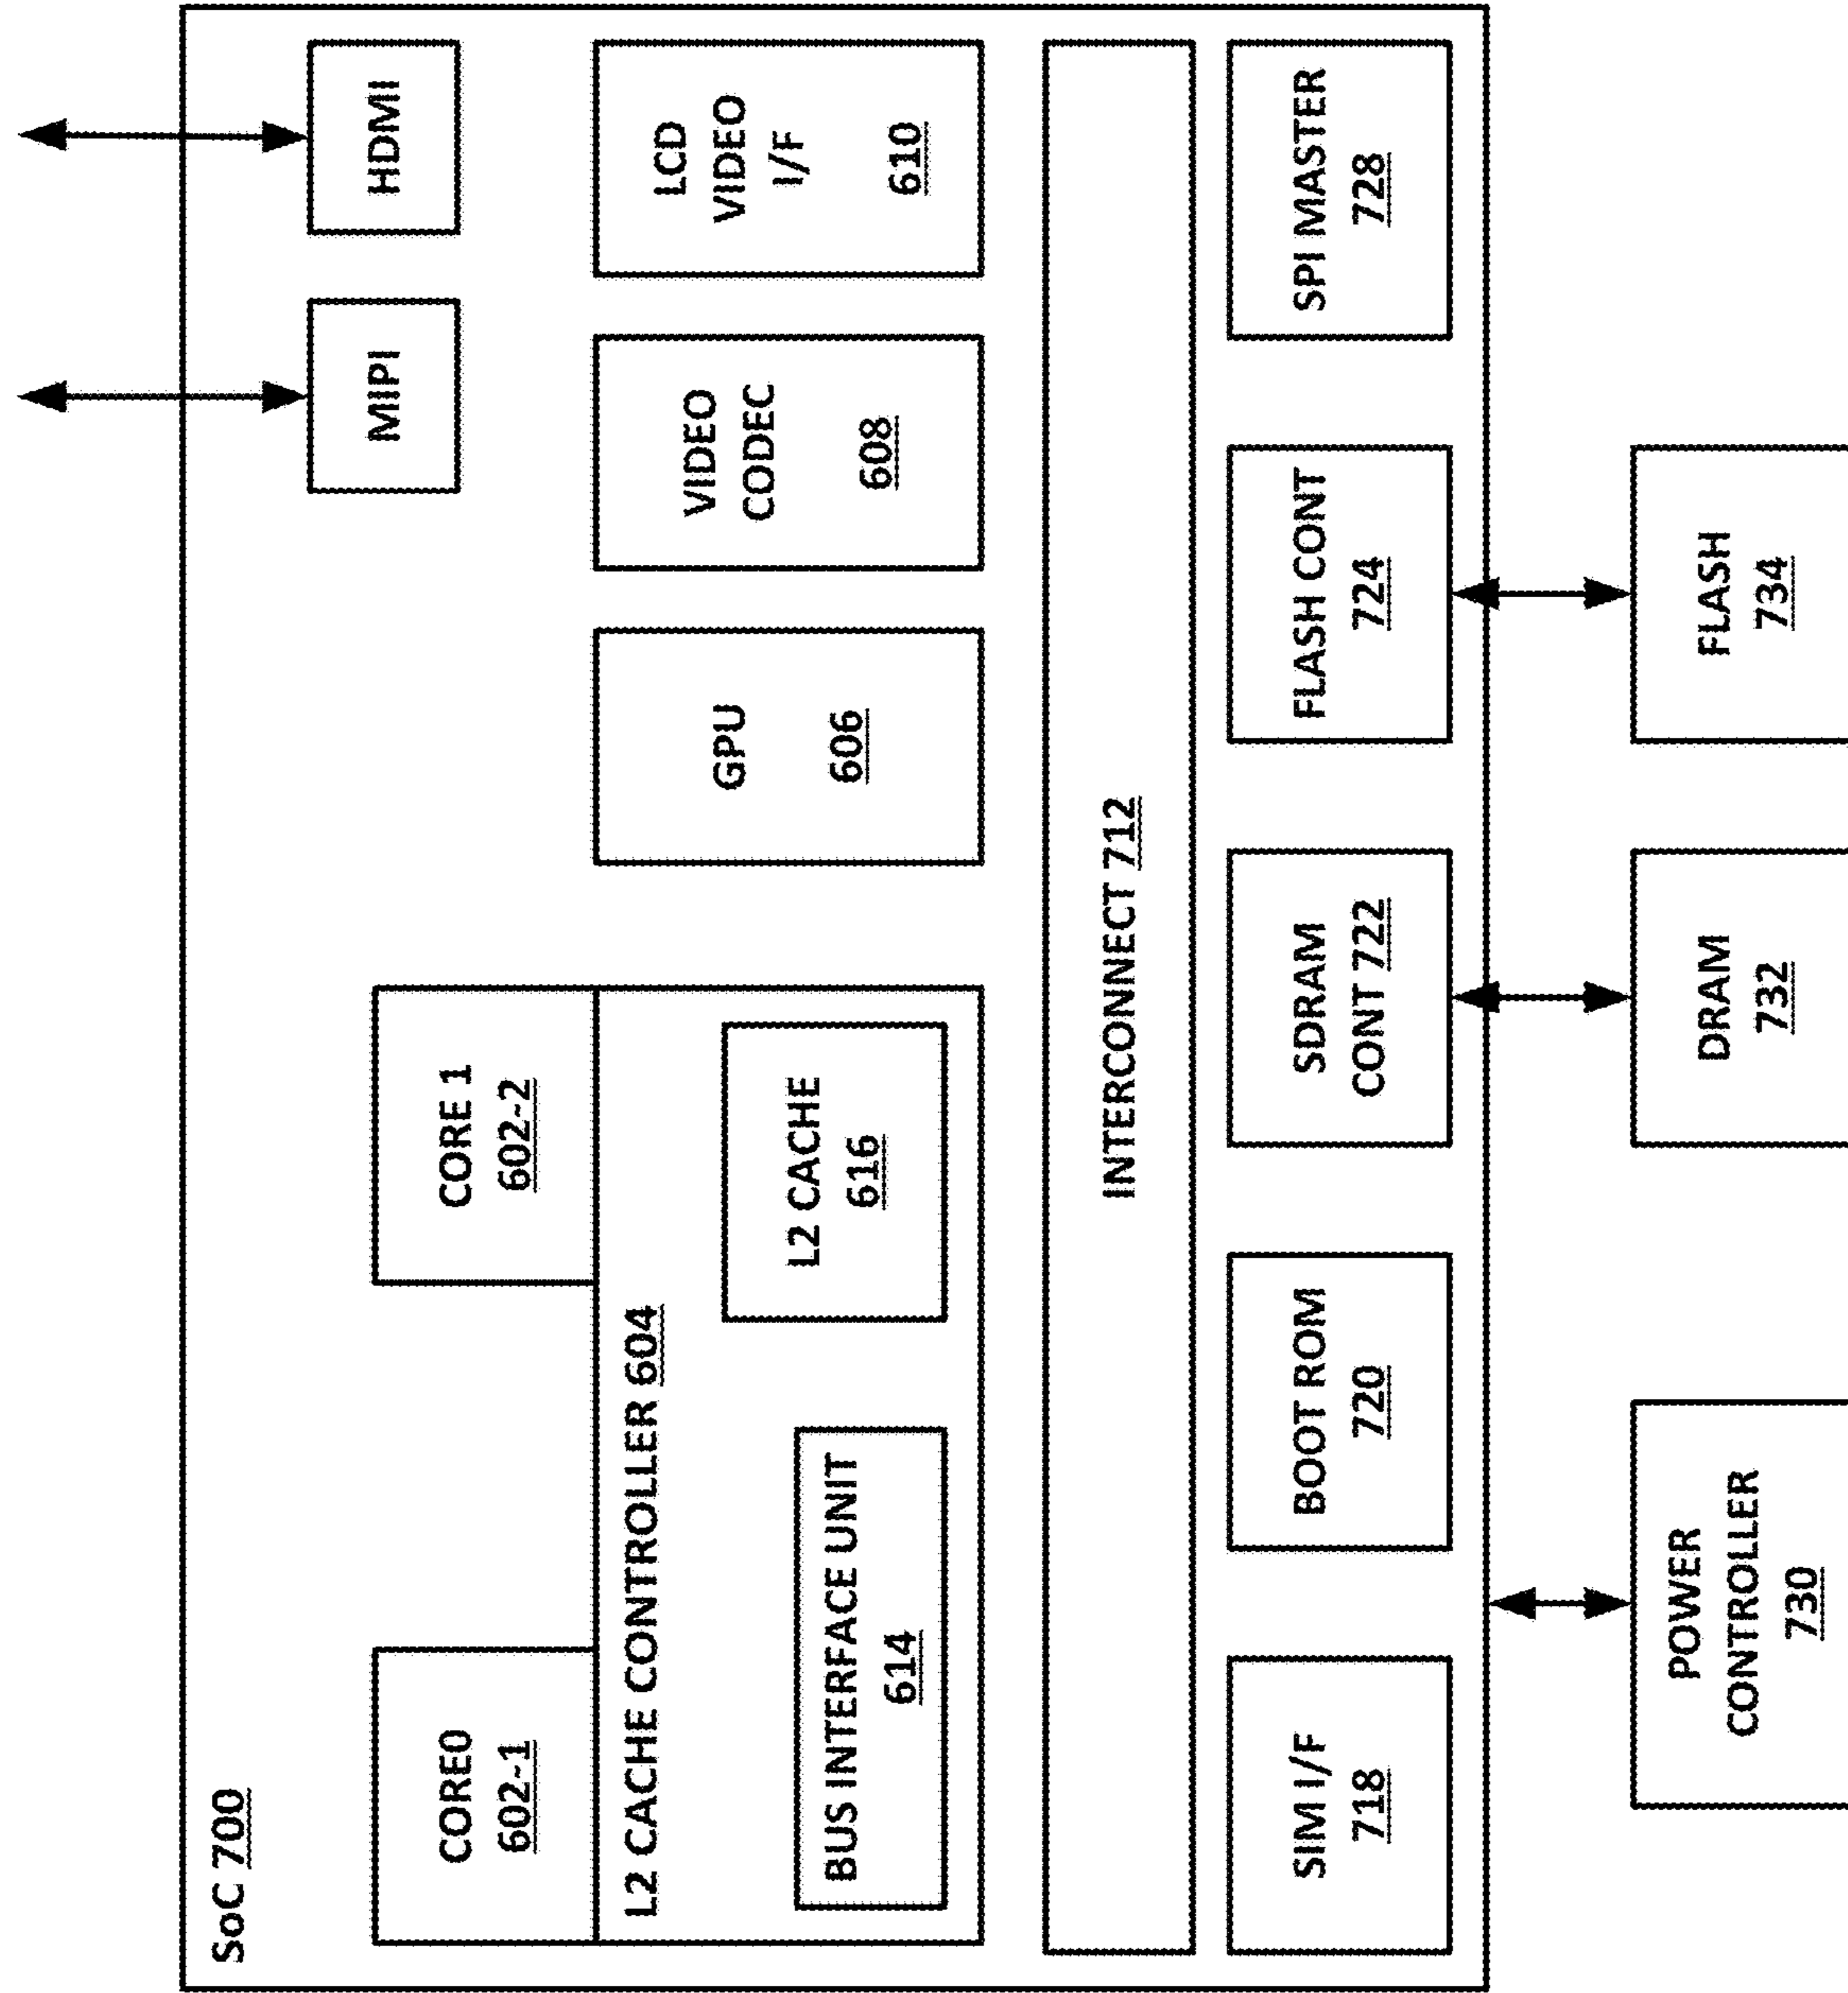 SoC 700
MIPI
HDMI
CORE0
602-1
CORE 1
602-2
L2 CACHE CONTROLLER 604
BUS INTERFACE UNIT
614
L2 CACHE
616
GPU
606
VIDEO
CODEC
608
LCD
VIDEO
I/F
610
INTERCONNECT 712
SIM I/F
718
BOOT ROM
720
SDRAM
CONT 722
FLASH CONT
724
SPI MASTER
728
POWER
CONTROLLER
730
DRAM
732
FLASH
734